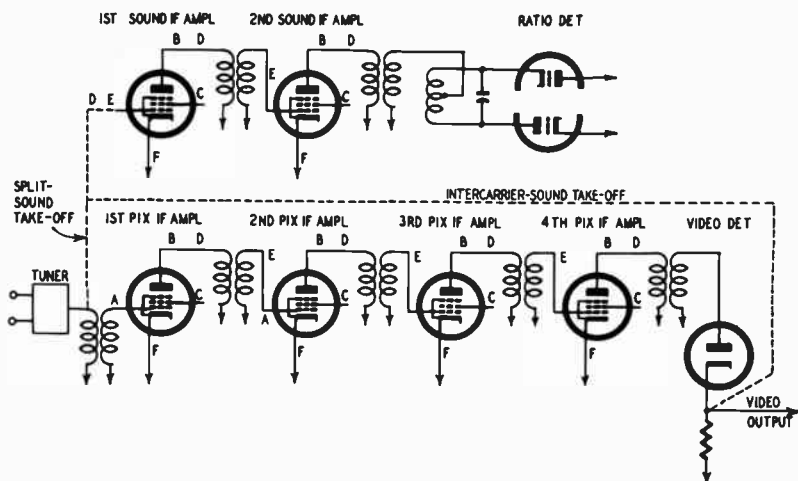 1ST SOUND IF AMPL
2ND SOUND IF AMPL
RATIO DET
B D
B D
D E
C
E
C
F
F
SPLIT-
SOUND
TAKE-OFF
INTERCARRIER-SOUND TAKE-OFF
1ST PIX IF AMPL
2ND PIX IF AMPL
3RD PIX IF AMPL
4TH PIX IF AMPL
VIDEO DET
B D
B D
B D
B D
TUNER
A
C
E
A
C
E
C
E
C
F
F
F
F
VIDEO
OUTPUT